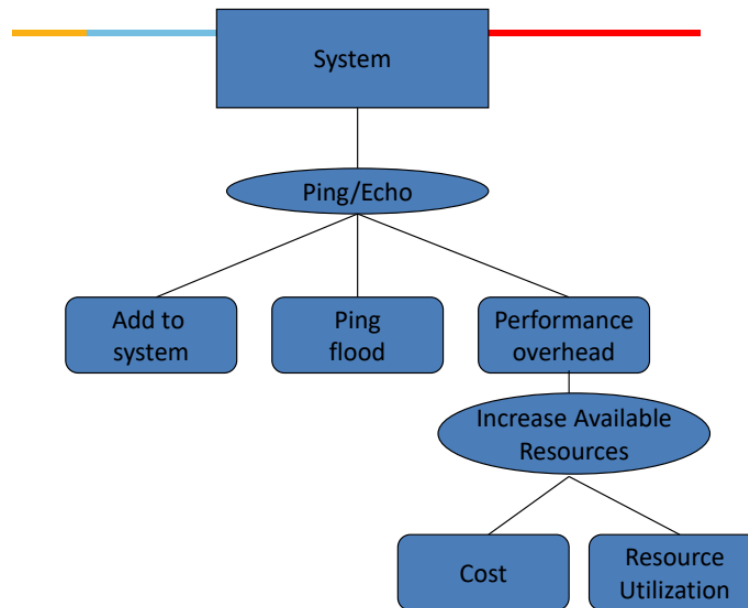 System
Ping/Echo
Add to
system
Ping
flood
Performance
overhead
Increase Available
Resources
Cost
Resource
Utilization